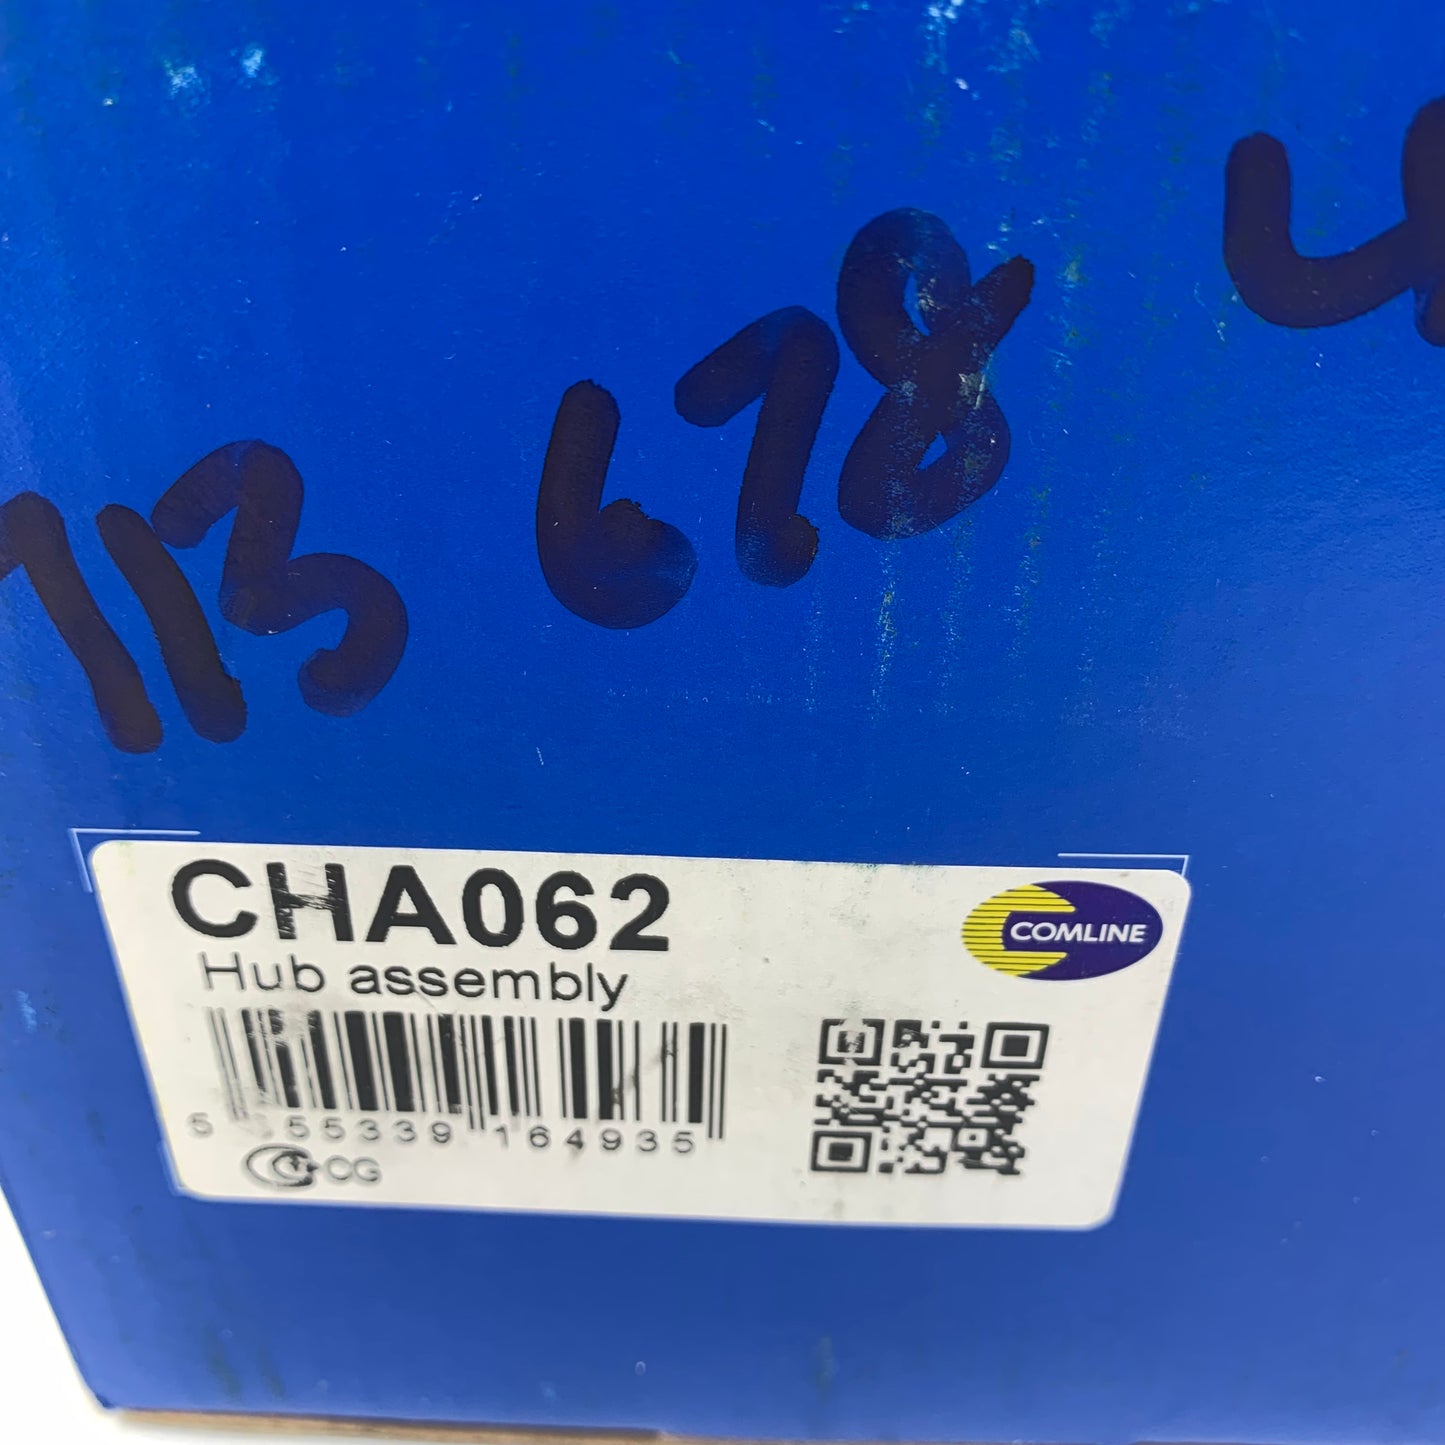 713 678 4
CHA062
COMLINE
Hub assembly
5 055339 164935
CG